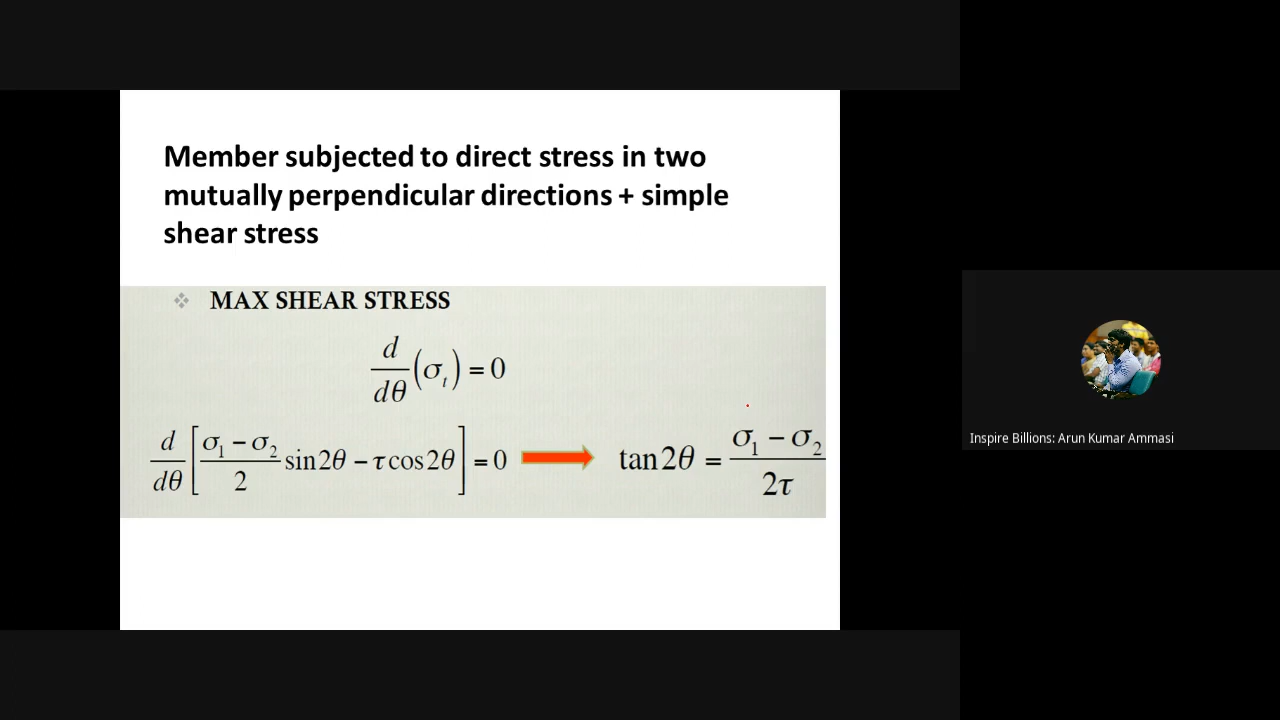 Member subjected to direct stress in two
mutually perpendicular directions + simple
shear stress
❖ MAX SHEAR STRESS
d/dθ (σₜ) = 0
d/dθ [ (σ₁ − σ₂)/2 sin2θ − τcos2θ ] = 0 tan2θ = (σ₁ − σ₂)/2τ
Inspire Billions: Arun Kumar Ammasi